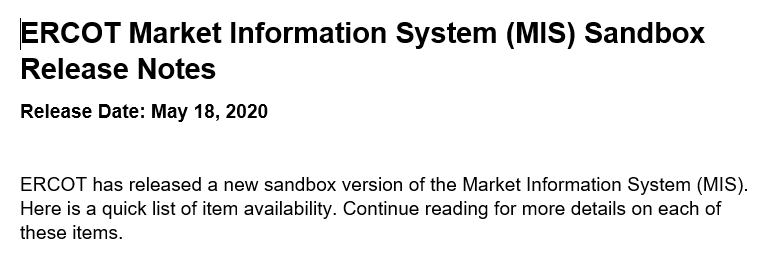 ERCOT Market Information System (MIS) Sandbox
Release Notes
Release Date: May 18, 2020
ERCOT has released a new sandbox version of the Market Information System (MIS).
Here is a quick list of item availability. Continue reading for more details on each of
these items.